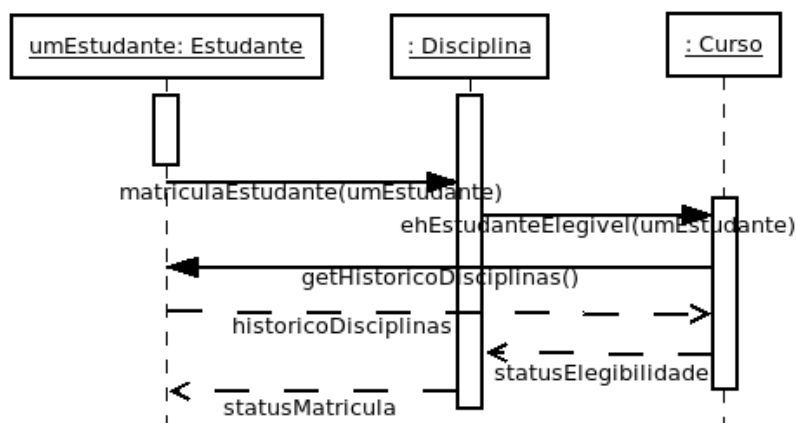 umEstudante: Estudante
: Disciplina
: Curso
matriculaEstudante(umEstudante)
ehEstudanteElegivel(umEstudante)
getHistoricoDisciplinas()
historicoDisciplinas
statusElegibilidade
statusMatricula